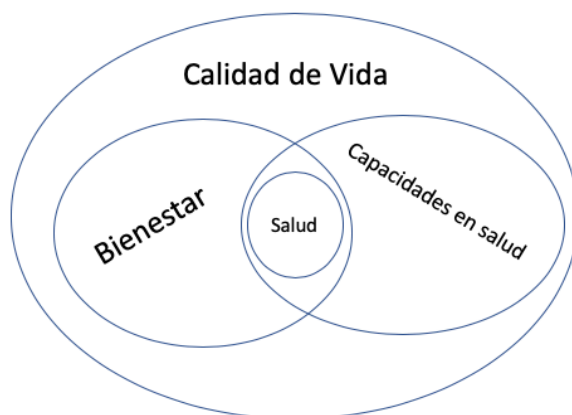 Calidad de Vida
Bienestar
Salud
Capacidades en salud